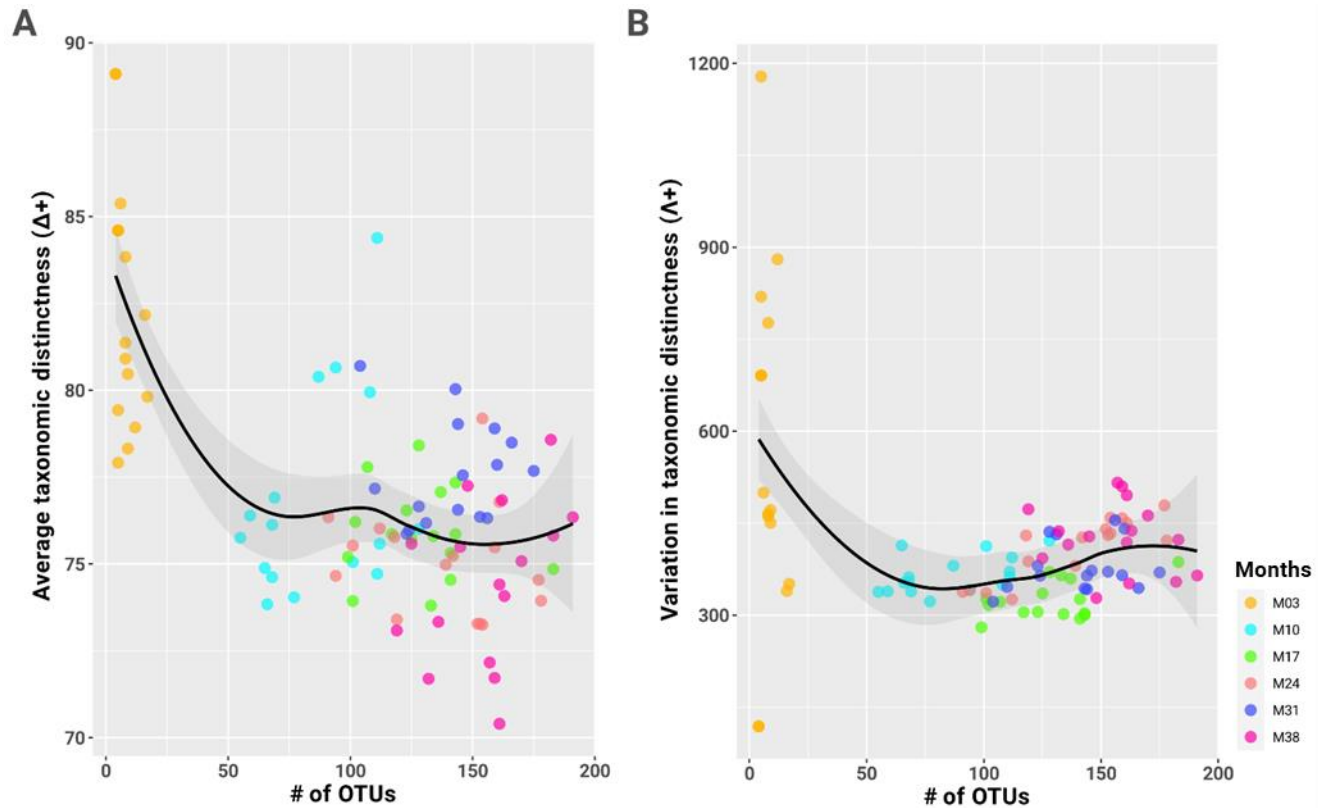 A
B
90
85
80
75
70
Average taxonomic distinctness (Δ+)
0
50
100
150
200
# of OTUs
1200
900
600
300
Variation in taxonomic distinctness (Λ+)
0
50
100
150
200
# of OTUs
Months
M03
M10
M17
M24
M31
M38